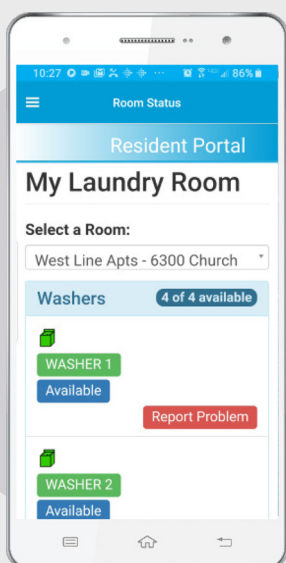 10:27 86%
Room Status
Resident Portal
My Laundry Room
Select a Room:
West Line Apts - 6300 Church
Washers 4 of 4 available
WASHER 1
Available
Report Problem
WASHER 2
Available